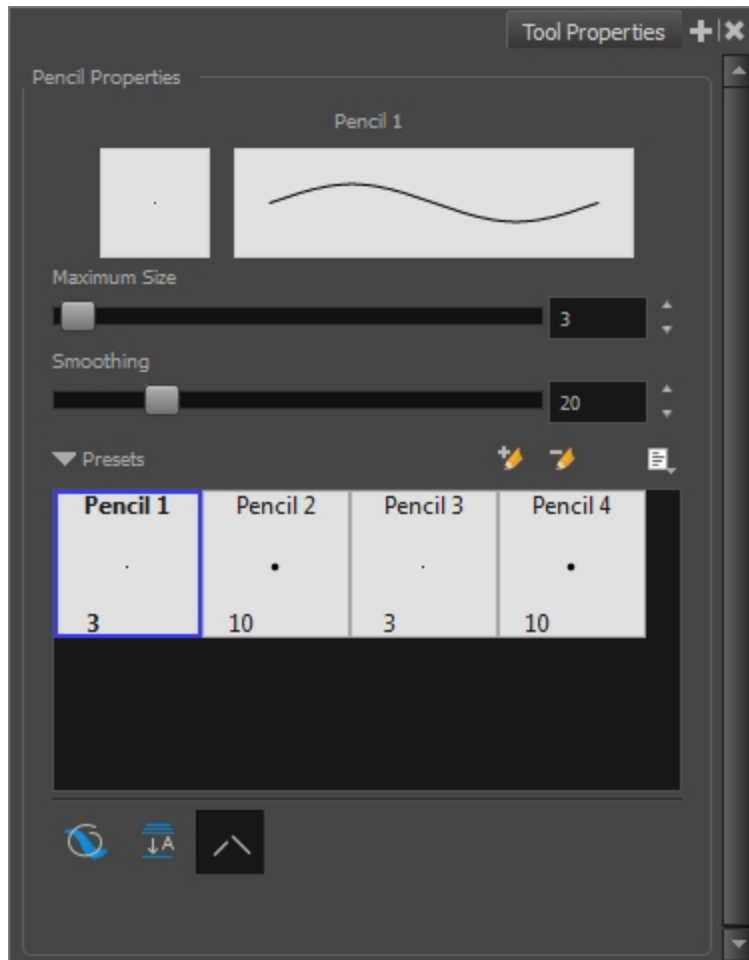 Tool Properties
Pencil Properties
Pencil 1
Maximum Size
3
Smoothing
20
Presets
Pencil 1 Pencil 2 Pencil 3 Pencil 4
3 10 3 10
A